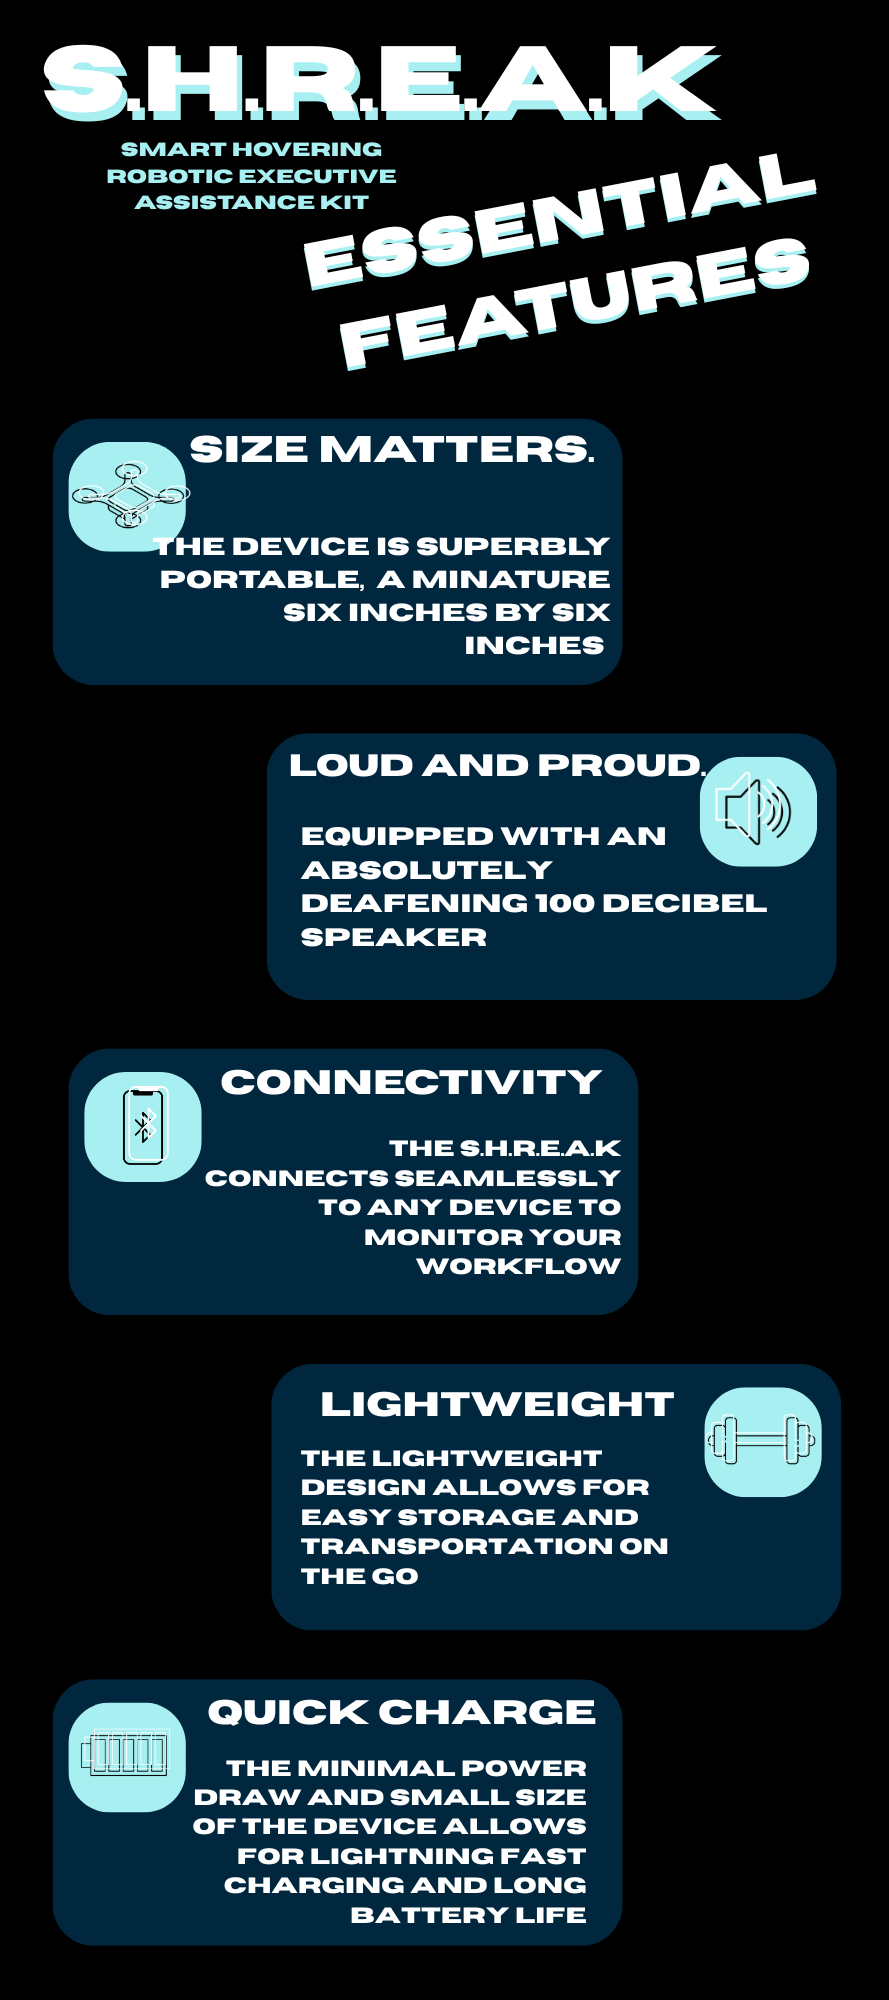 S.H.R.E.A.K
SMART HOVERING
ROBOTIC EXECUTIVE
ASSISTANCE KIT
ESSENTIAL
FEATURES
SIZE MATTERS.
THE DEVICE IS SUPERBLY
PORTABLE, A MINATURE
SIX INCHES BY SIX
INCHES
LOUD AND PROUD.
EQUIPPED WITH AN
ABSOLUTELY
DEAFENING 100 DECIBEL
SPEAKER
CONNECTIVITY
THE S.H.R.E.A.K
CONNECTS SEAMLESSLY
TO ANY DEVICE TO
MONITOR YOUR
WORKFLOW
LIGHTWEIGHT
THE LIGHTWEIGHT
DESIGN ALLOWS FOR
EASY STORAGE AND
TRANSPORTATION ON
THE GO
QUICK CHARGE
THE MINIMAL POWER
DRAW AND SMALL SIZE
OF THE DEVICE ALLOWS
FOR LIGHTNING FAST
CHARGING AND LONG
BATTERY LIFE